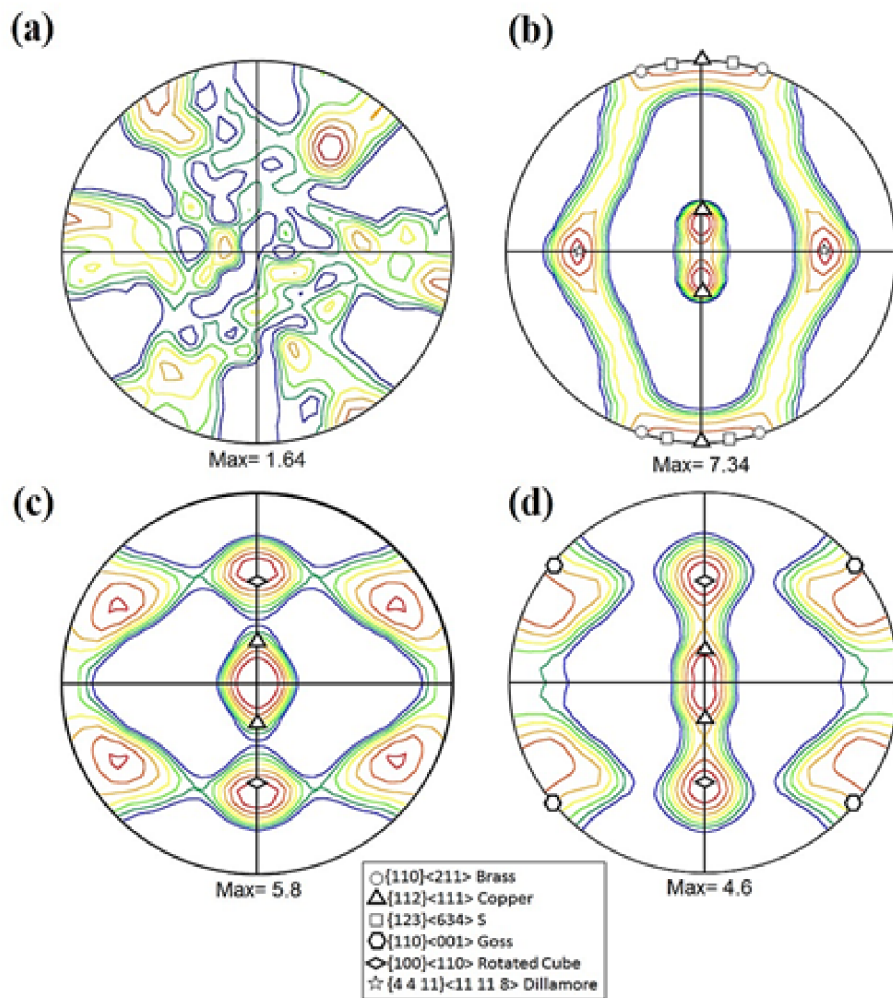 (a)
(b)
Max= 1.64
Max= 7.34
(c)
(d)
Max= 5.8
Max= 4.6
{110}<211> Brass
{112}<111> Copper
{123}<634> S
{110}<001> Goss
{100}<110> Rotated Cube
{4 4 11}<11 11 8> Dillamore